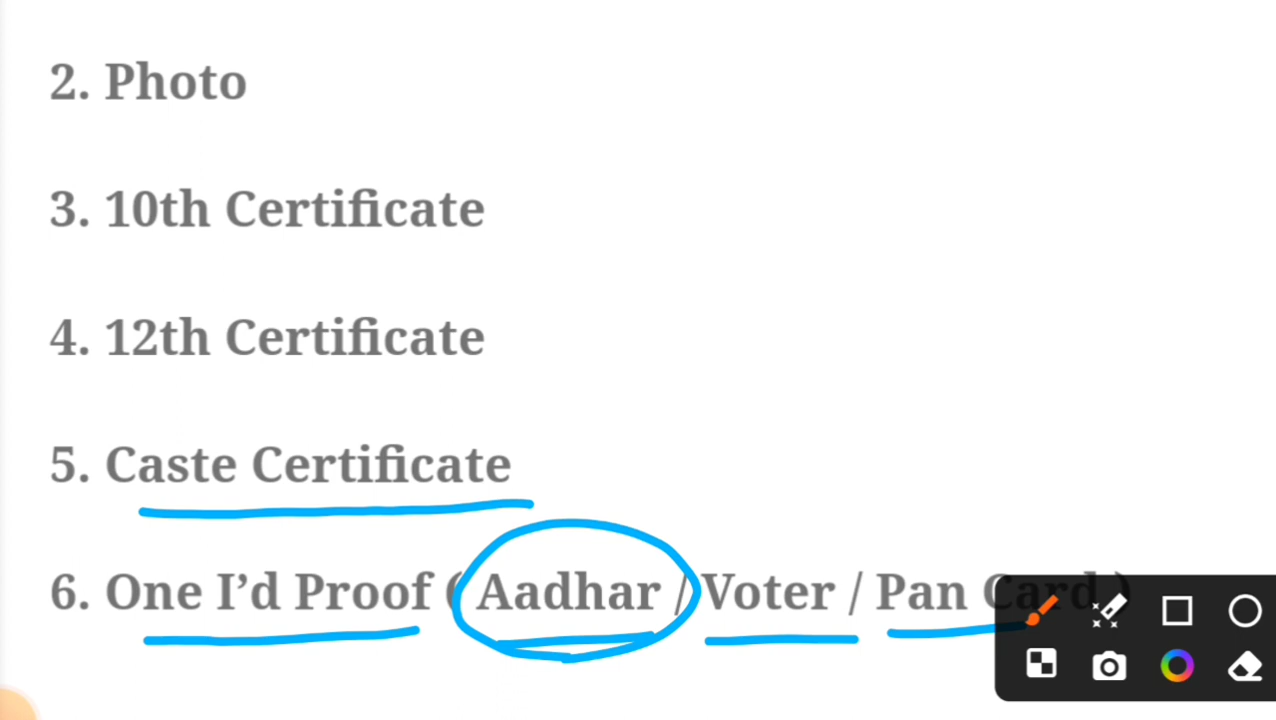 2. Photo
3. 10th Certificate
4. 12th Certificate
5. Caste Certificate
6. One I’d Proof ( Aadhar / Voter / Pan Card )